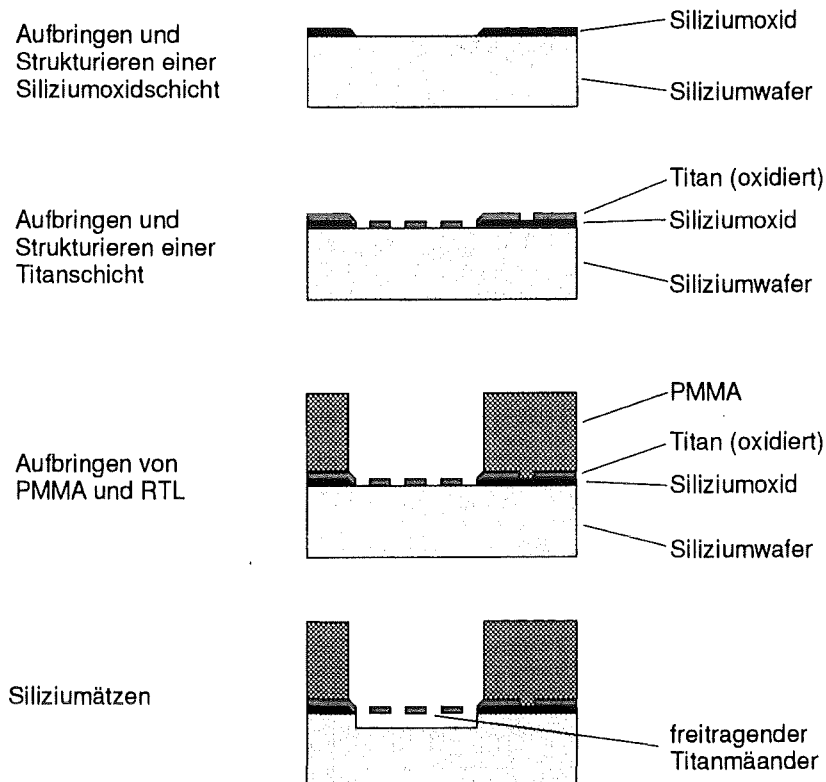 Aufbringen und
Strukturieren einer
Siliziumoxidschicht
Siliziumoxid
Siliziumwafer
Aufbringen und
Strukturieren einer
Titanschicht
Titan (oxidiert)
Siliziumoxid
Siliziumwafer
Aufbringen von
PMMA und RTL
PMMA
Titan (oxidiert)
Siliziumoxid
Siliziumwafer
Siliziumätzen
freitragender
Titanmäander